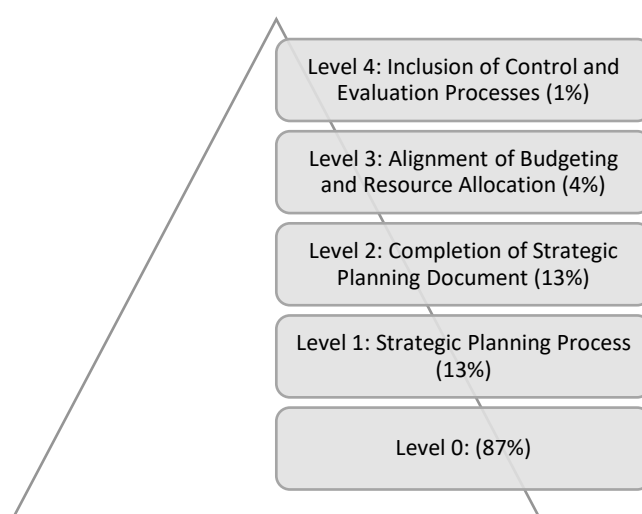 Level 4: Inclusion of Control and
Evaluation Processes (1%)
Level 3: Alignment of Budgeting
and Resource Allocation (4%)
Level 2: Completion of Strategic
Planning Document (13%)
Level 1: Strategic Planning Process
(13%)
Level 0: (87%)